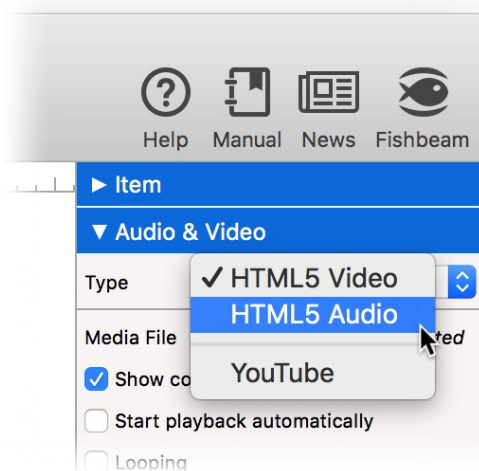 Help Manual News Fishbeam
▶ Item
▼ Audio & Video
Type ✓ HTML5 Video
HTML5 Audio
Media File
YouTube
Show
Start playback automatically
Looping